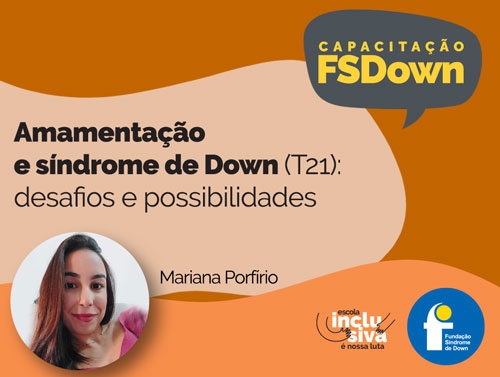 CAPACITAÇÃO
FSDown
Amamentação
e síndrome de Down (T21):
desafios e possibilidades
Mariana Porfírio
escola
inclu
siva
é nossa luta
Fundação
Síndrome
de Down